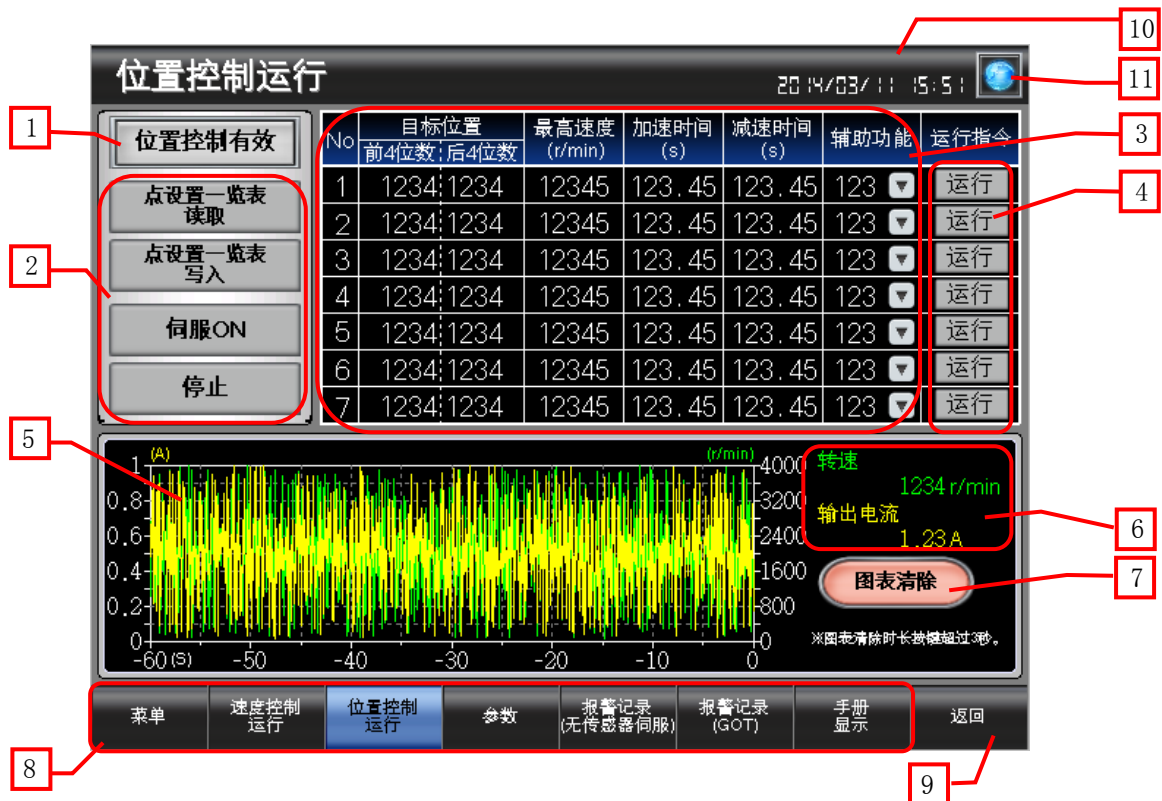 10
位置控制运行
2014/03/11 15:51
11
1
位置控制有效
No
目标位置
前4位数 后4位数
最高速度
(r/min)
加速时间
(s)
减速时间
(s)
辅助功能
运行指令
3
1 1234 1234 12345 123.45 123.45 123 运行
4
2 1234 1234 12345 123.45 123.45 123 运行
3 1234 1234 12345 123.45 123.45 123 运行
4 1234 1234 12345 123.45 123.45 123 运行
5 1234 1234 12345 123.45 123.45 123 运行
6 1234 1234 12345 123.45 123.45 123 运行
7 1234 1234 12345 123.45 123.45 123 运行
点设置一览表
读取
2
点设置一览表
写入
伺服ON
停止
5
(A)
(r/min)
1
0.8
0.6
0.4
0.2
0
4000
3200
2400
1600
800
0
-60 (S) -50 -40 -30 -20 -10 0
转速
1234 r/min
输出电流
1.23 A
6
图表清除
7
※图表清除时长按键超过3秒。
菜单
速度控制
运行
位置控制
运行
参数
报警记录
(无传感器伺服)
报警记录
(GOT)
手册
显示
返回
8
9